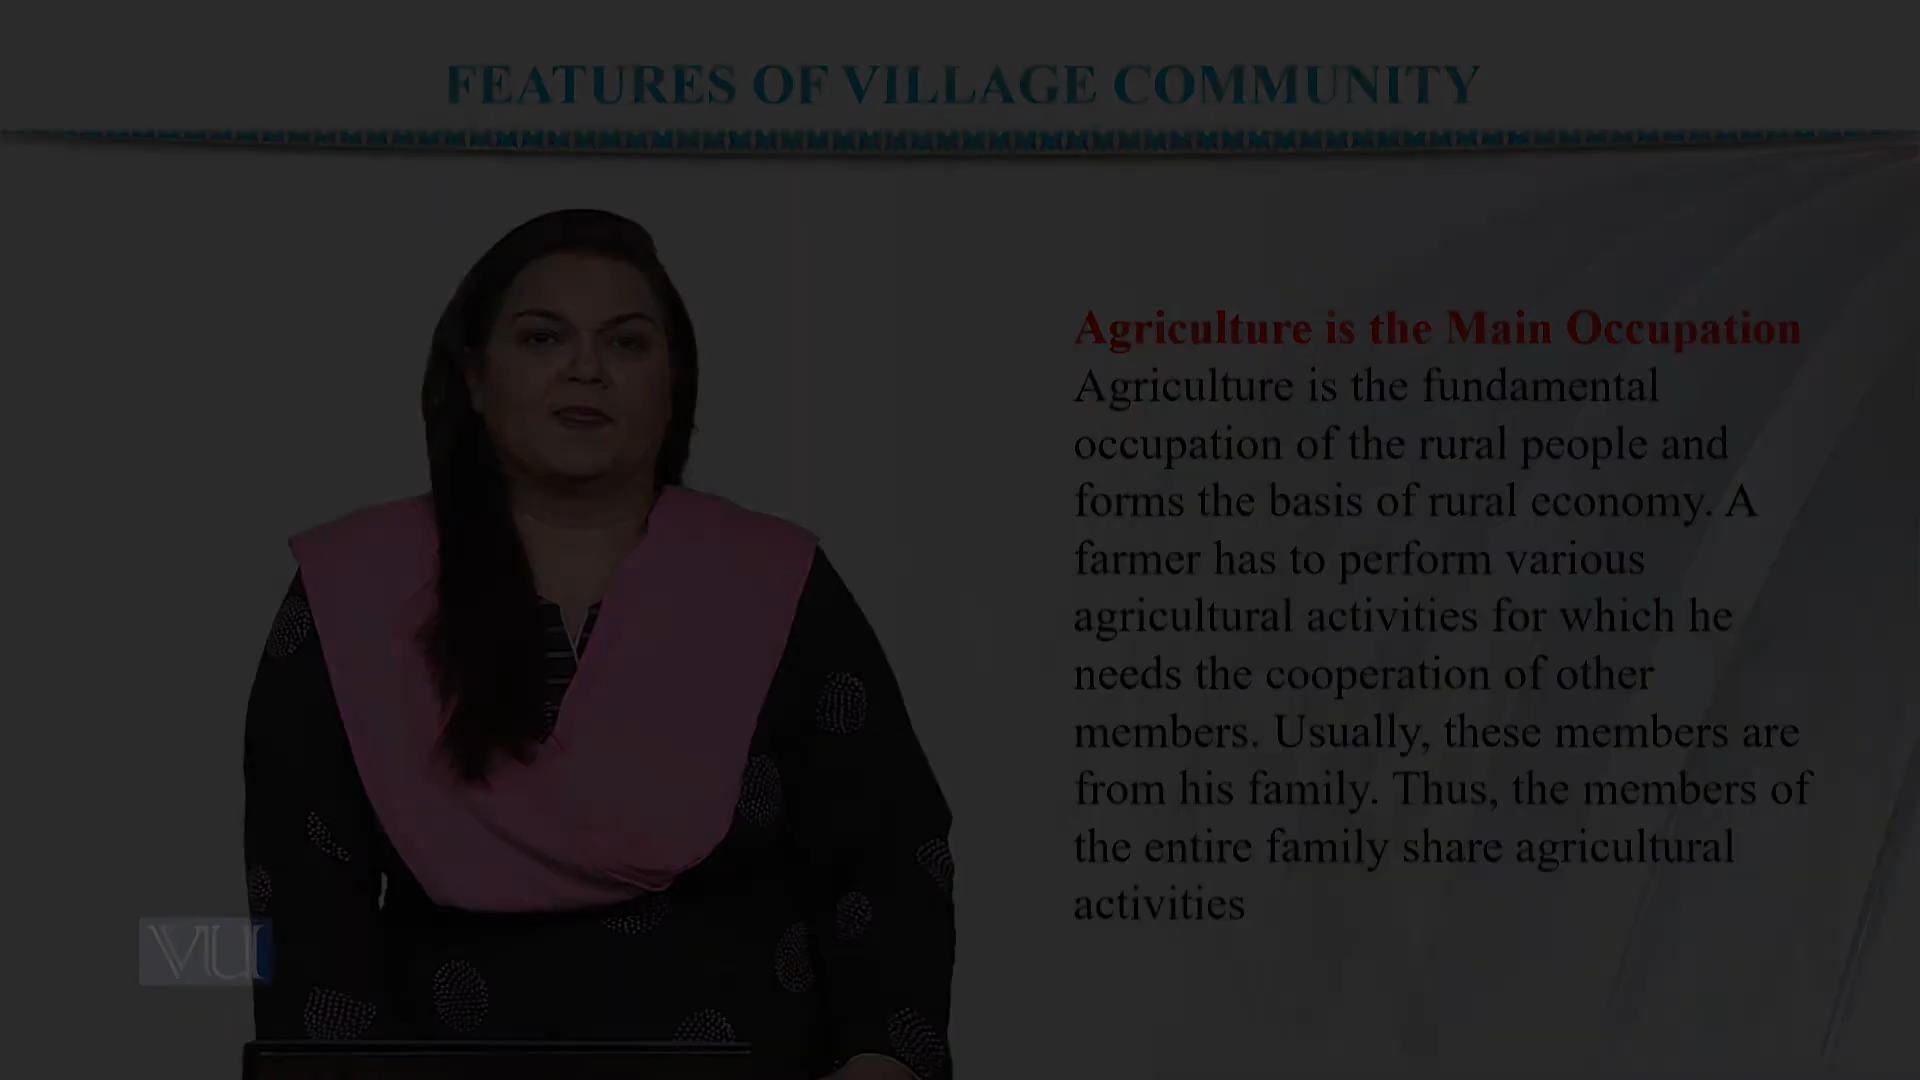 FEATURES OF VILLAGE COMMUNITY
Agriculture is the Main Occupation
Agriculture is the fundamental
occupation of the rural people and
forms the basis of rural economy. A
farmer has to perform various
agricultural activities for which he
needs the cooperation of other
members. Usually, these members are
from his family. Thus, the members of
the entire family share agricultural
activities
VU